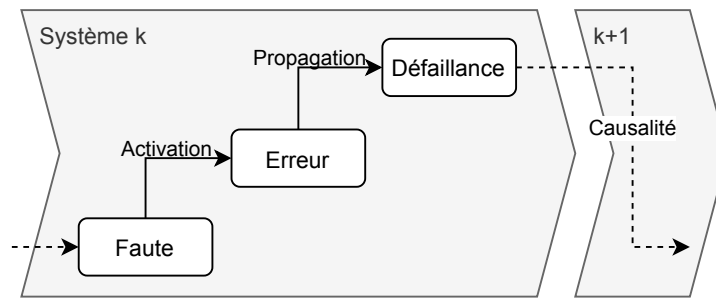 Système k
k+1
Propagation
Défaillance
Causalité
Activation
Erreur
Faute